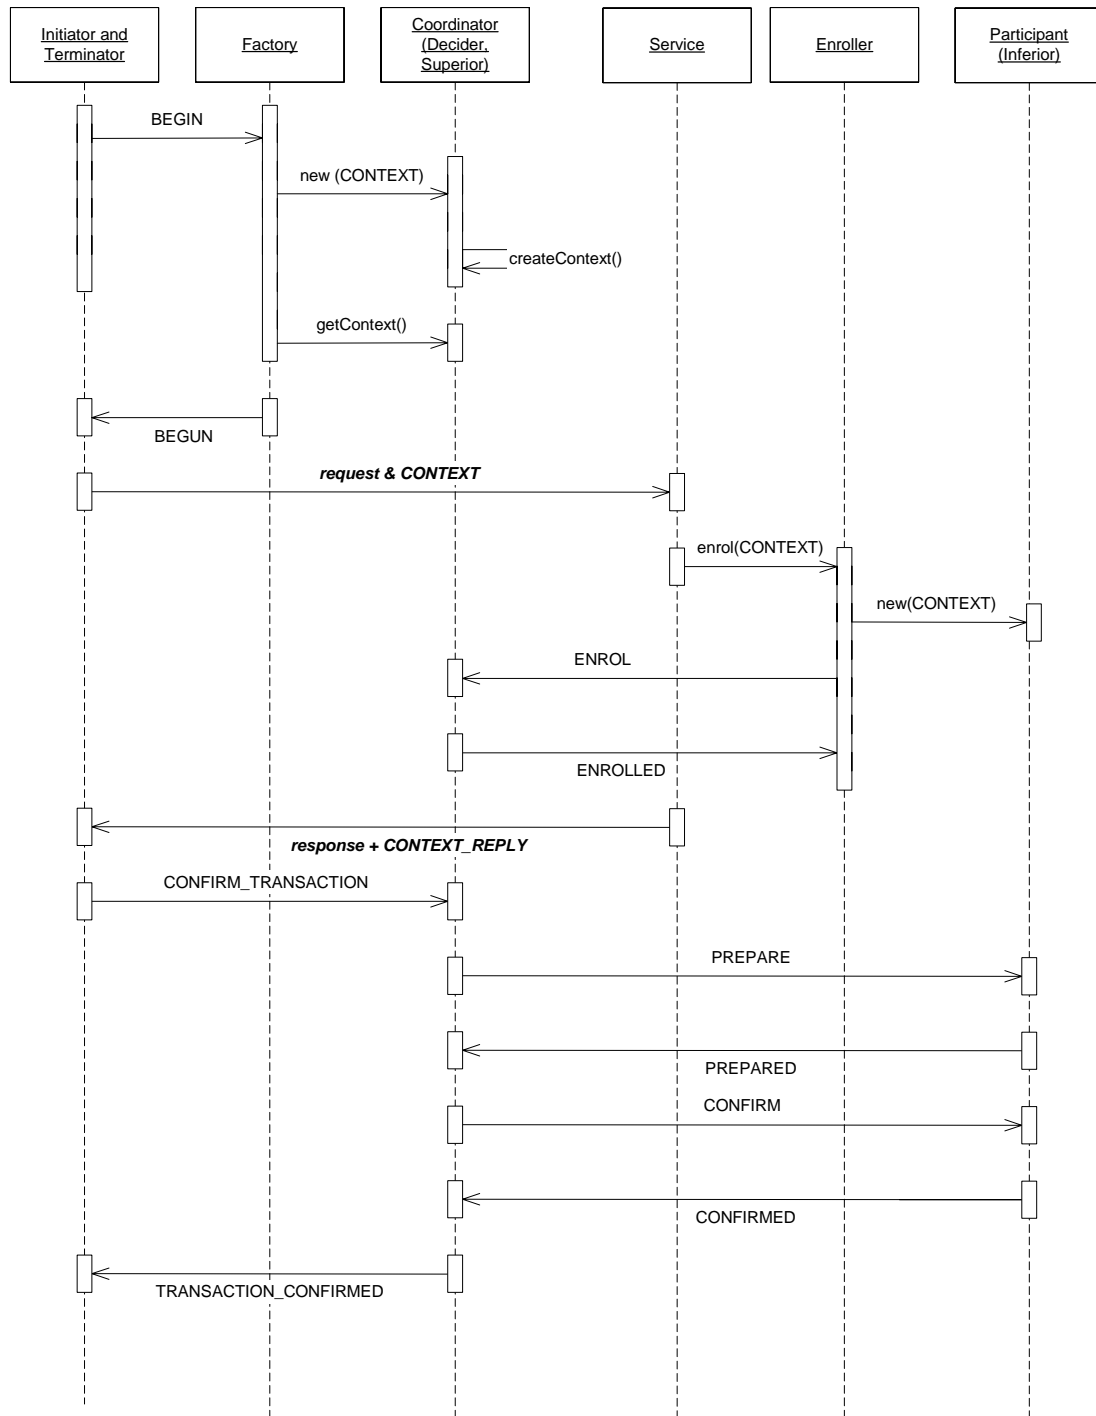 Initiator and
Terminator
Factory
Coordinator
(Decider,
Superior)
Service
Enroller
Participant
(Inferior)
BEGIN
new (CONTEXT)
createContext()
getContext()
BEGUN
request & CONTEXT
enrol(CONTEXT)
new(CONTEXT)
ENROL
ENROLLED
response + CONTEXT_REPLY
CONFIRM_TRANSACTION
PREPARE
PREPARED
CONFIRM
CONFIRMED
TRANSACTION_CONFIRMED